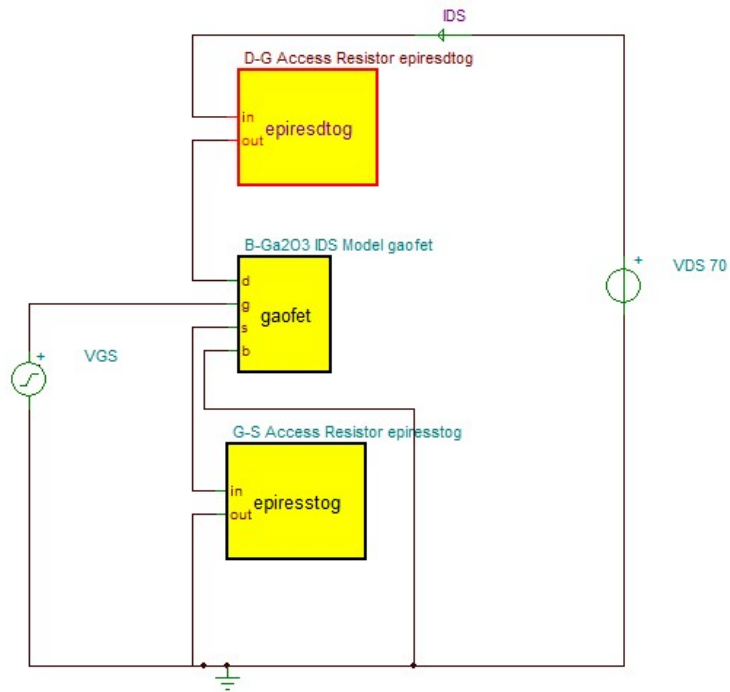 IDS
D-G Access Resistor epiresdtog
in
epiresdtog
out
B-Ga2O3 IDS Model gaofet
+
VDS 70
d
g
gaofet
s
b
+
VGS
G-S Access Resistor epiresstog
in
epiresstog
out